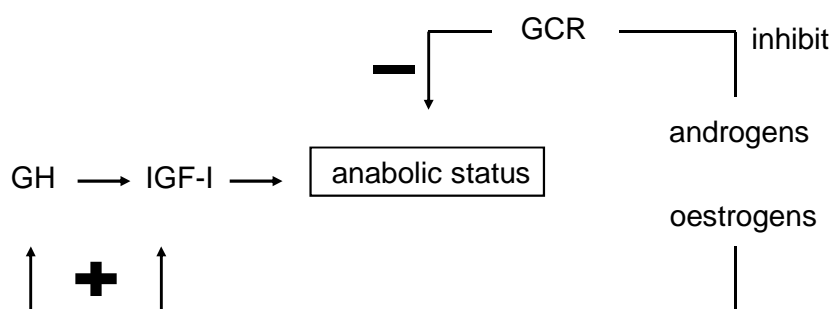 GCR
inhibit
androgens
GH
IGF-I
anabolic status
oestrogens